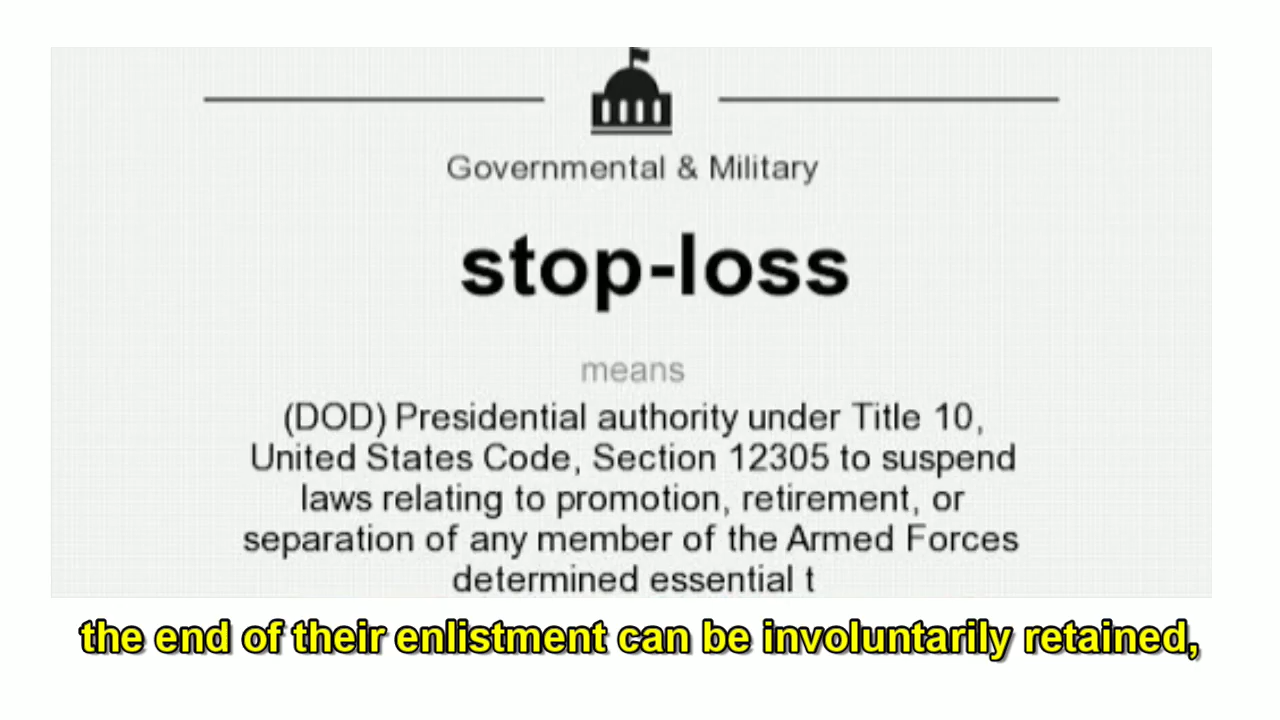 Governmental & Military
stop-loss
means
(DOD) Presidential authority under Title 10,
United States Code, Section 12305 to suspend
laws relating to promotion, retirement, or
separation of any member of the Armed Forces
determined essential t
the end of their enlistment can be involuntarily retained,